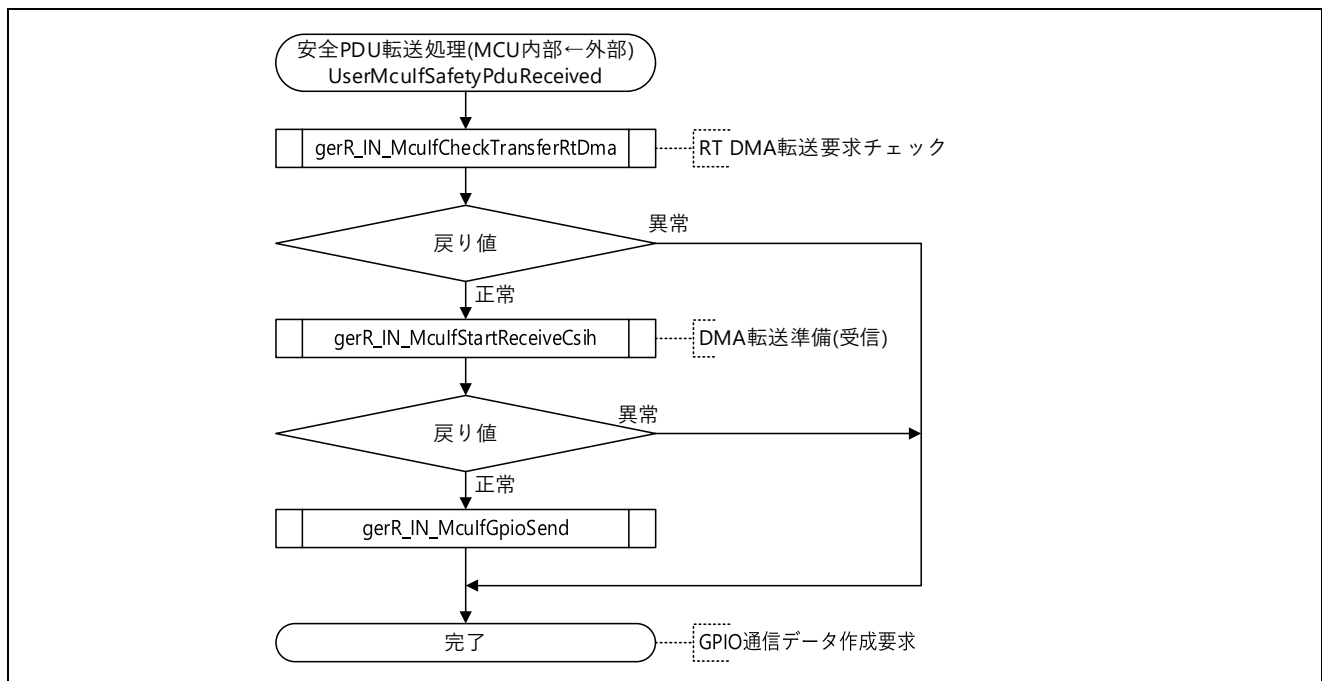 安全PDU転送処理(MCU内部←外部)
UserMcuIfSafetyPduReceived
gerR_IN_McuIfCheckTransferRtDma
RT DMA転送要求チェック
戻り値
異常
正常
gerR_IN_McuIfStartReceiveCsih
DMA転送準備(受信)
戻り値
異常
正常
gerR_IN_McuIfGpioSend
完了
GPIO通信データ作成要求